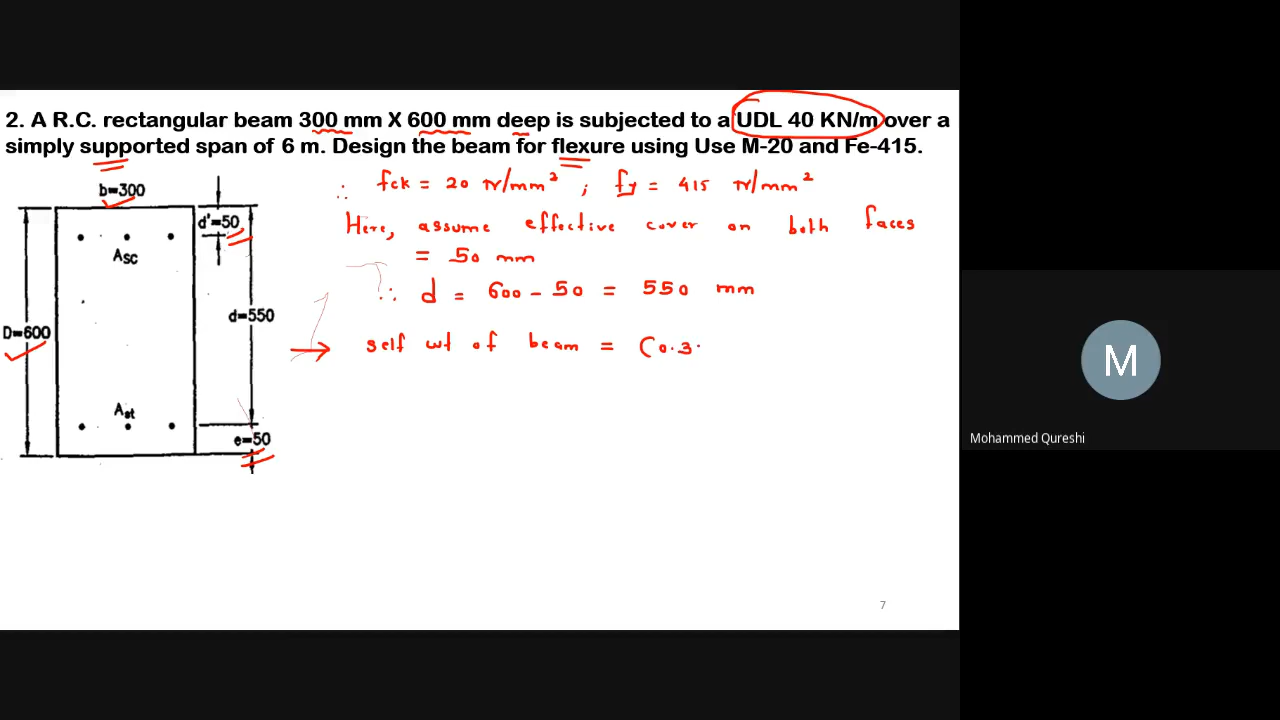 2. A R.C. rectangular beam 300 mm X 600 mm deep is subjected to a UDL 40 KN/m over a
simply supported span of 6 m. Design the beam for flexure using Use M-20 and Fe-415.
b=300
d'=50
Asc
D=600
d=550
Ast
e=50
∴ fck = 20 N/mm² ; fy = 415 N/mm²
Here, assume effective cover on both faces
= 50 mm
∴ d = 600 - 50 = 550 mm
→ self wt of beam = (0.3.
7
M
Mohammed Qureshi